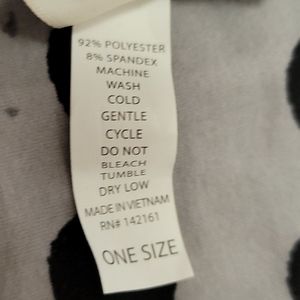 92% POLYESTER
8% SPANDEX
MACHINE
WASH
COLD
GENTLE
CYCLE
DO NOT
BLEACH
TUMBLE
DRY LOW
MADE IN VIETNAM
RN# 142161
ONE SIZE